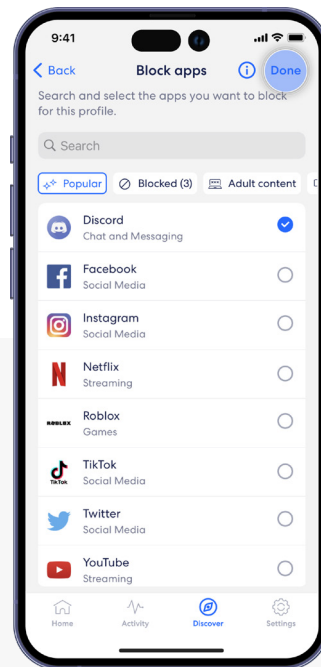 9:41
Back
Block apps
Done
Search and select the apps you want to block
for this profile.
Search
Popular
Blocked (3)
Adult content
Discord
Chat and Messaging
Facebook
Social Media
Instagram
Social Media
Netflix
Streaming
ROBLOX
Roblox
Games
TikTok
TikTok
Social Media
Twitter
Social Media
YouTube
Streaming
Home
Activity
Discover
Settings